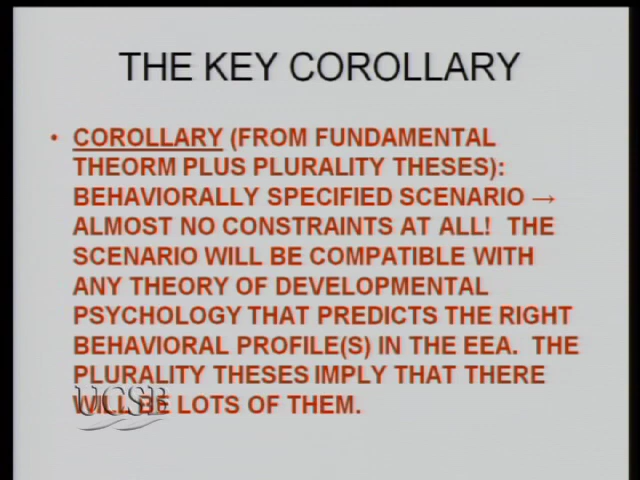 THE KEY COROLLARY
• COROLLARY (FROM FUNDAMENTAL
THEORM PLUS PLURALITY THESES):
BEHAVIORALLY SPECIFIED SCENARIO →
ALMOST NO CONSTRAINTS AT ALL! THE
SCENARIO WILL BE COMPATIBLE WITH
ANY THEORY OF DEVELOPMENTAL
PSYCHOLOGY THAT PREDICTS THE RIGHT
BEHAVIORAL PROFILE(S) IN THE EEA. THE
PLURALITY THESES IMPLY THAT THERE
WILL BE LOTS OF THEM.
UCSB